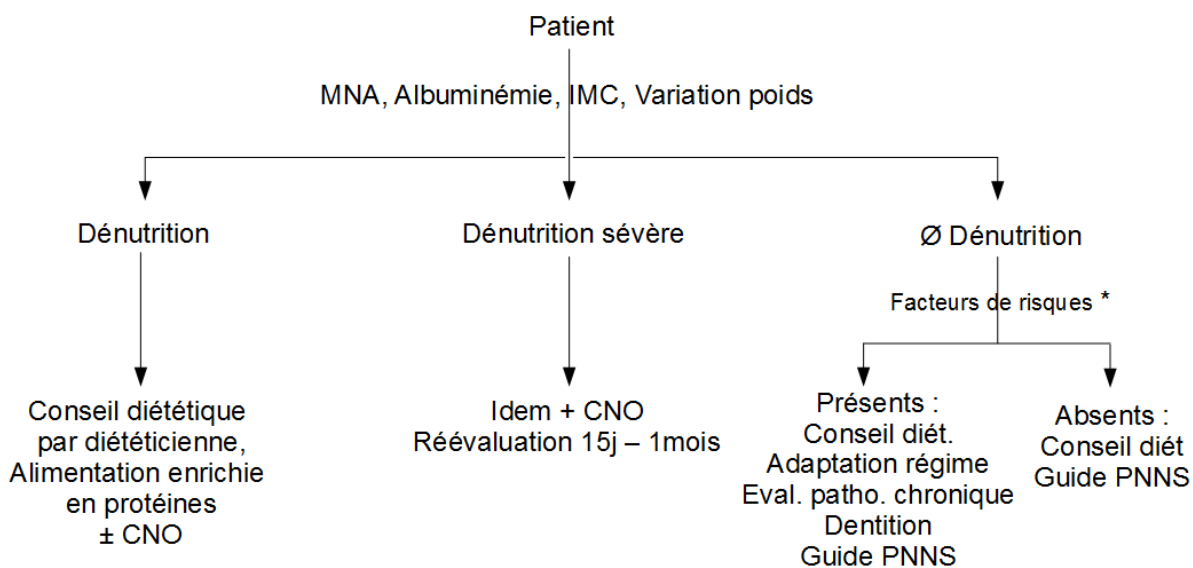 Patient
MNA, Albuminémie, IMC, Variation poids
Dénutrition
Dénutrition sévère
Ø Dénutrition
Facteurs de risques *
Conseil diététique
par diététicienne,
Alimentation enrichie
en protéines
± CNO
Idem + CNO
Réévaluation 15j – 1mois
Présents :
Conseil diét.
Adaptation régime
Eval. patho. chronique
Dentition
Guide PNNS
Absents :
Conseil diét
Guide PNNS